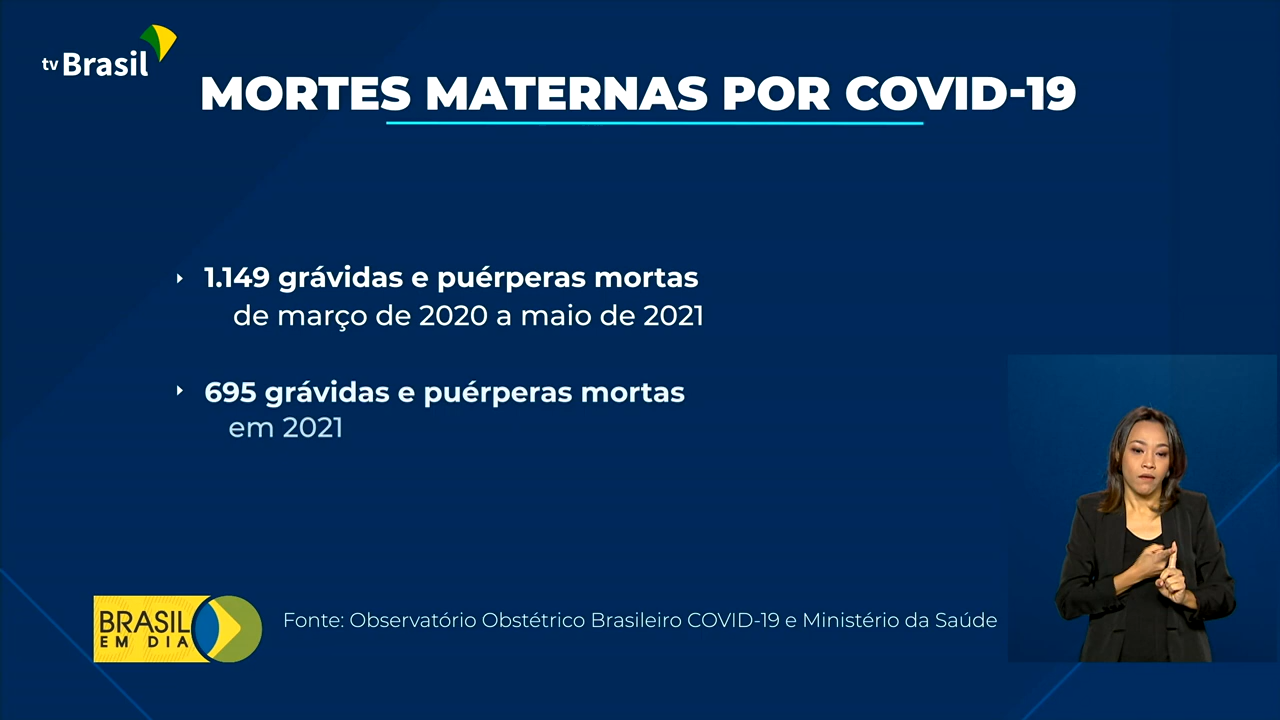 tv Brasil
MORTES MATERNAS POR COVID-19
1.149 grávidas e puérperas mortas
de março de 2020 a maio de 2021
695 grávidas e puérperas mortas
em 2021
BRASIL
EM DIA
Fonte: Observatório Obstétrico Brasileiro COVID-19 e Ministério da Saúde